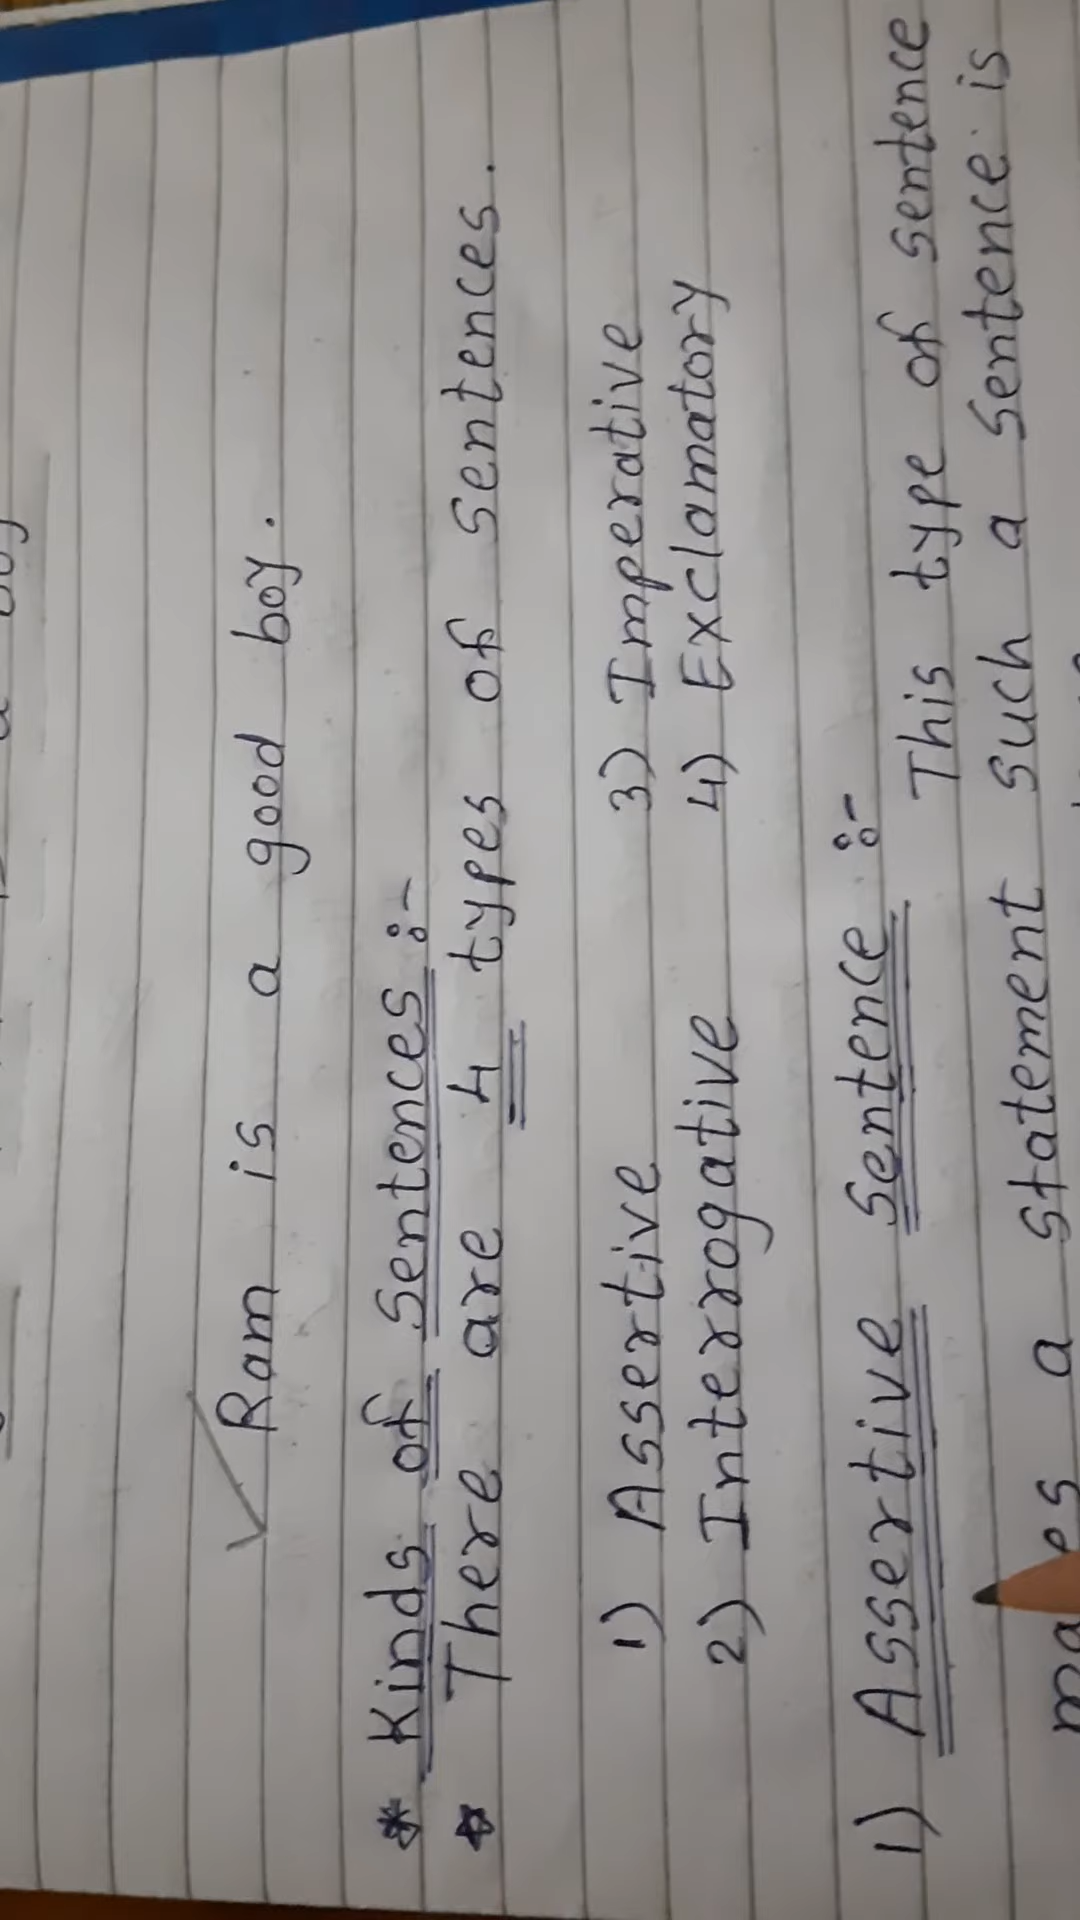 Ram is a good boy.
* Kinds of Sentences :-
* There are 4 types of sentences.
1) Assertive 3) Imperative
2) Interrogative 4) Exclamatory
1) Assertive Sentence :- This type of sentence
makes a statement such a sentence is